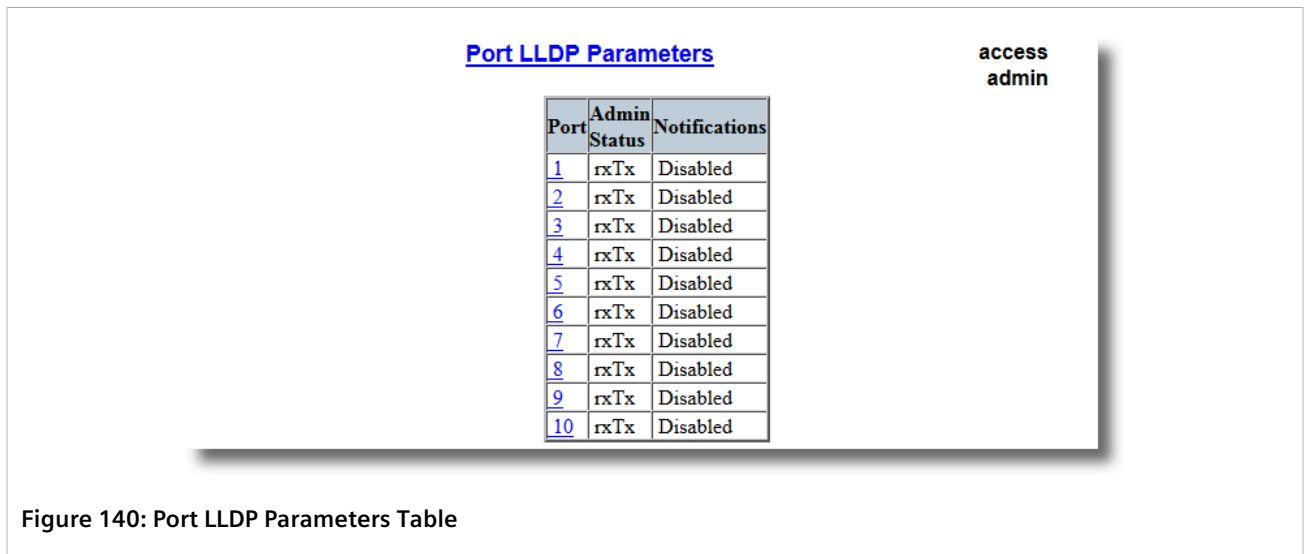 Port LLDP Parameters
access
admin
Port Admin Status Notifications
1 rxTx Disabled
2 rxTx Disabled
3 rxTx Disabled
4 rxTx Disabled
5 rxTx Disabled
6 rxTx Disabled
7 rxTx Disabled
8 rxTx Disabled
9 rxTx Disabled
10 rxTx Disabled
Figure 140: Port LLDP Parameters Table